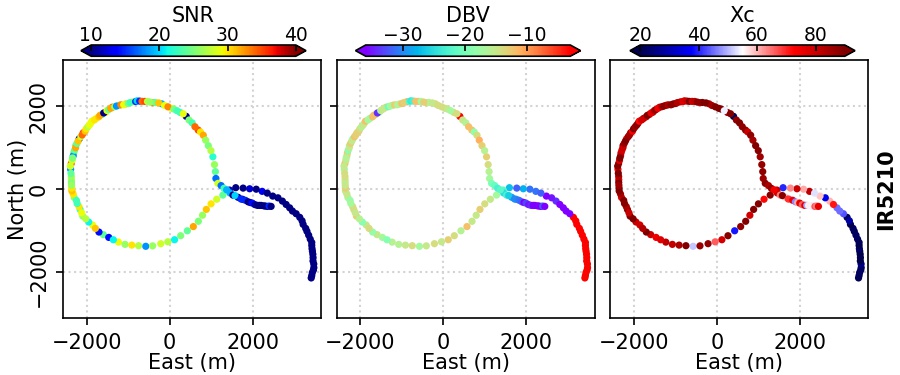 SNR DBV Xc
10 20 30 40 −30 −20 −10 20 40 60 80
2000
0
−2000
North (m)
−2000 0 2000 −2000 0 2000 −2000 0 2000
East (m) East (m) East (m)
IR5210